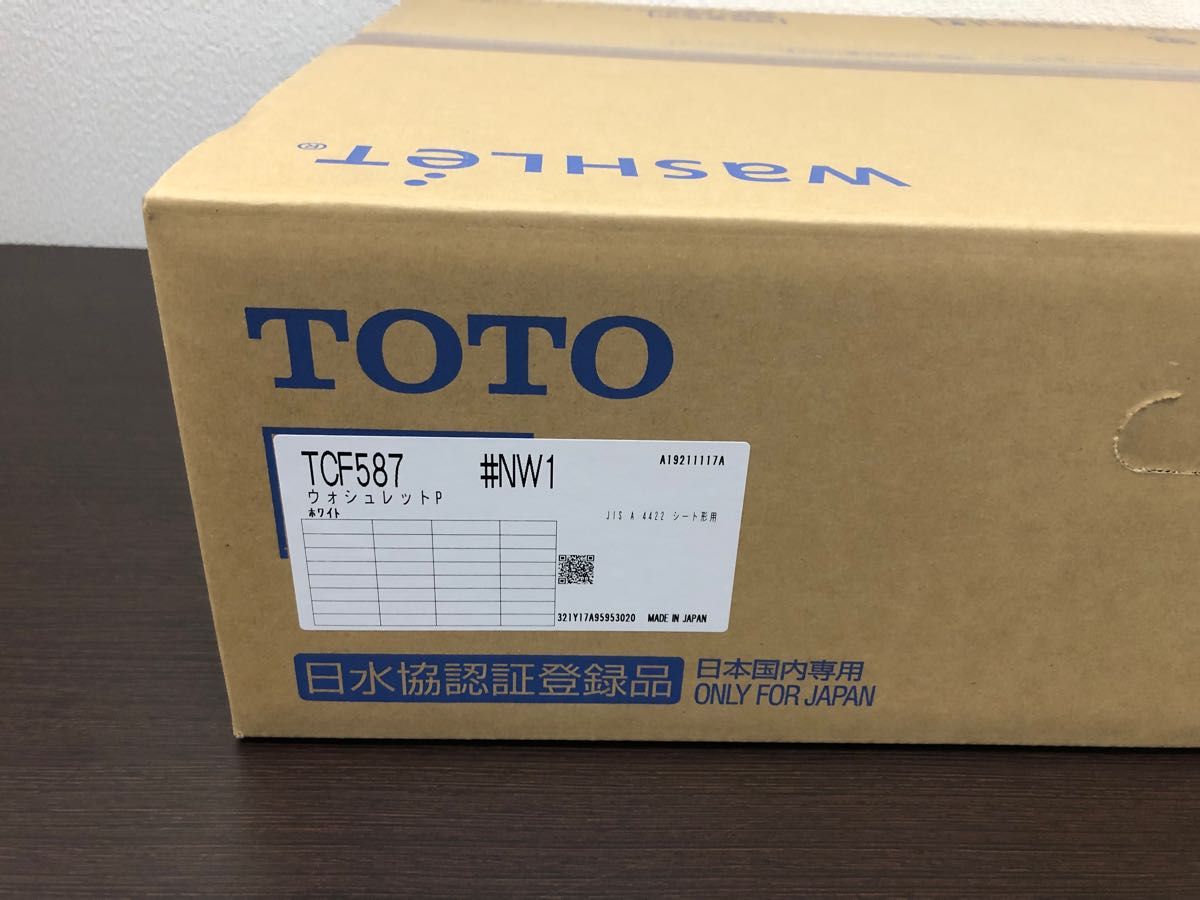 WASHLET®
TOTO
TCF587 #NW1 A19211117A
ウォシュレットP
ホワイト JIS A 4422 シート形用
321Y17A95953020 MADE IN JAPAN
日水協認証登録品 日本国内専用
ONLY FOR JAPAN